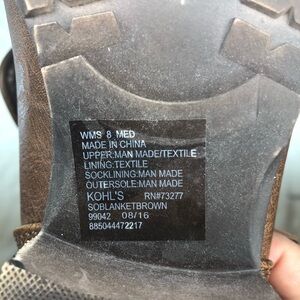 WMS 8 MED
MADE IN CHINA
UPPER:MAN MADE/TEXTILE
LINING:TEXTILE
SOCKLINING:MAN MADE
OUTERSOLE:MAN MADE
KOHL'S RN#73277
SOBLANKETBROWN
99042 08/16
885044472217